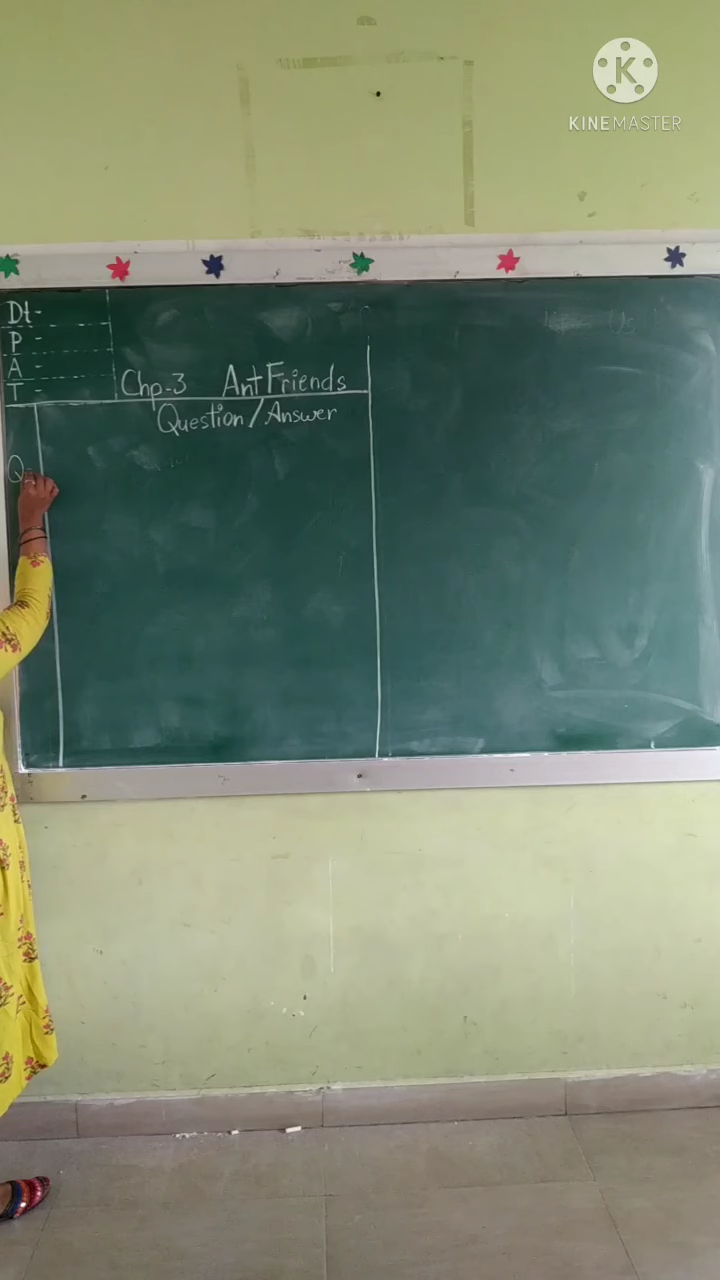 KINEMASTER
Dt-
P -
A -
T -
Chp-3 Ant Friends
Question/Answer
Q